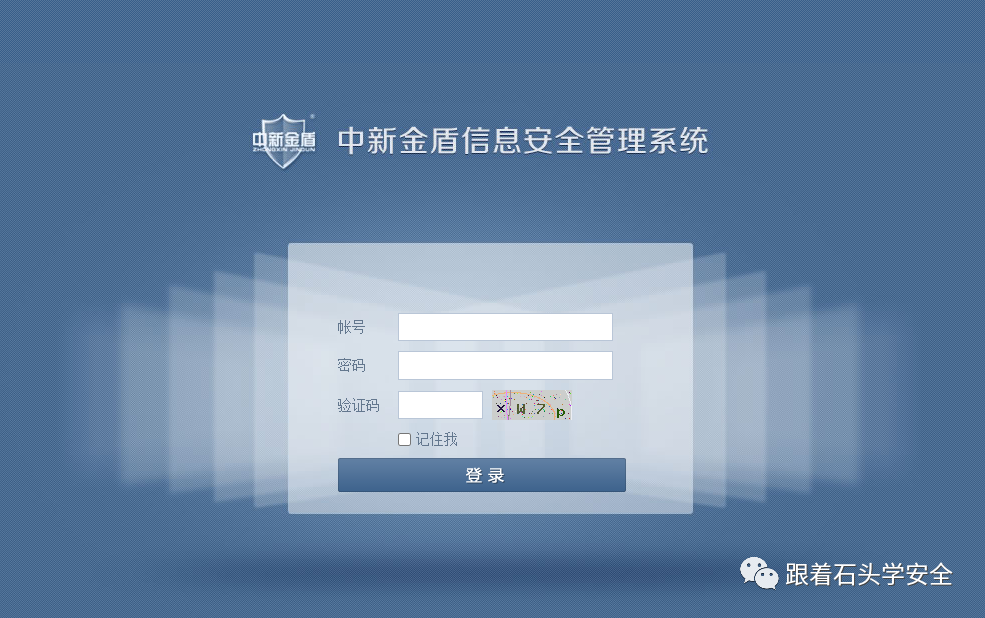 中新金盾
ZHONGXIN JINDUN
®
中新金盾信息安全管理系统
帐号
密码
验证码
xW7p
记住我
登录
跟着石头学安全